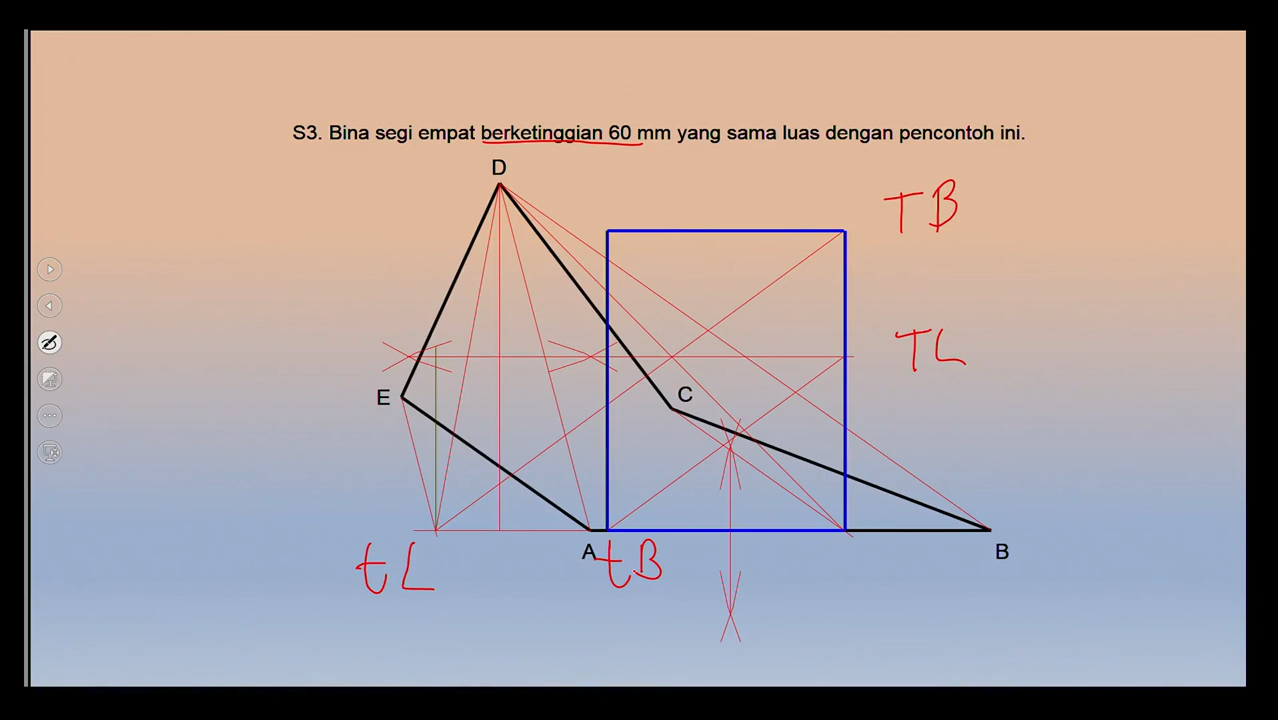 S3. Bina segi empat berketinggian 60 mm yang sama luas dengan pencontoh ini.
D
TB
TL
E
C
A
B
tL
tB